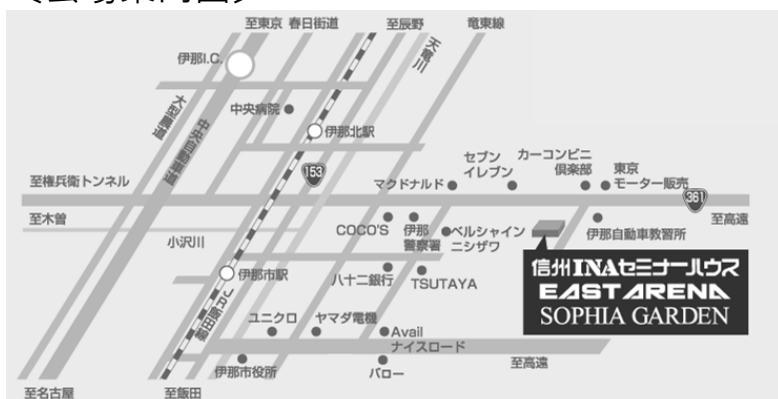 至東京
春日街道
至辰野
竜東線
伊那I.C.
天竜川
大型農道
中央自動車道
中央病院
伊那北駅
153
セブン
イレブン
カーコンビニ
倶楽部
東京
モーター販売
至権兵衛トンネル
マクドナルド
361
至木曽
至高遠
小沢川
COCO'S
伊那
警察署
ベルシャイン
ニシザワ
伊那自動車教習所
伊那市駅
八十二銀行
TSUTAYA
信州INAセミナーハウス
EAST ARENA
SOPHIA GARDEN
JR飯田線
ユニクロ
ヤマダ電機
Avail
ナイスロード
伊那市役所
バロー
至高遠
至名古屋
至飯田